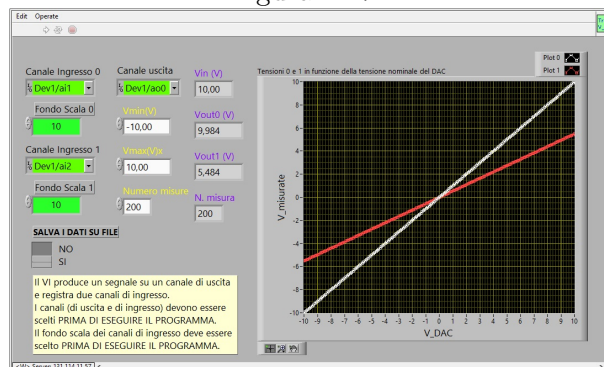 Edit Operate
Plot 0
Plot 1
Canale Ingresso 0
Canale uscita
Vin (V)
Tensioni 0 e 1 in funzione della tensione nominale del DAC
Dev1/ai1
Dev1/ao0
10,00
Fondo Scala 0
Vmin(V)
Vout0 (V)
10
-10,00
9,984
Canale Ingresso 1
Vmax(V)x
Vout1 (V)
Dev1/ai2
10,00
5,484
Fondo Scala 1
Numero misure
N. misura
10
200
200
SALVA I DATI SU FILE
NO
SI
Il VI produce un segnale su un canale di uscita
e registra due canali di ingresso.
I canali (di uscita e di ingresso) devono essere
scelti PRIMA DI ESEGUIRE IL PROGRAMMA.
Il fondo scala dei canali di ingresso deve essere
scelto PRIMA DI ESEGUIRE IL PROGRAMMA.
V_misurate
10
8
6
4
2
0
-2
-4
-6
-8
-10
-10 -9 -8 -7 -6 -5 -4 -3 -2 -1 0 1 2 3 4 5 6 7 8 9 10
V_DAC